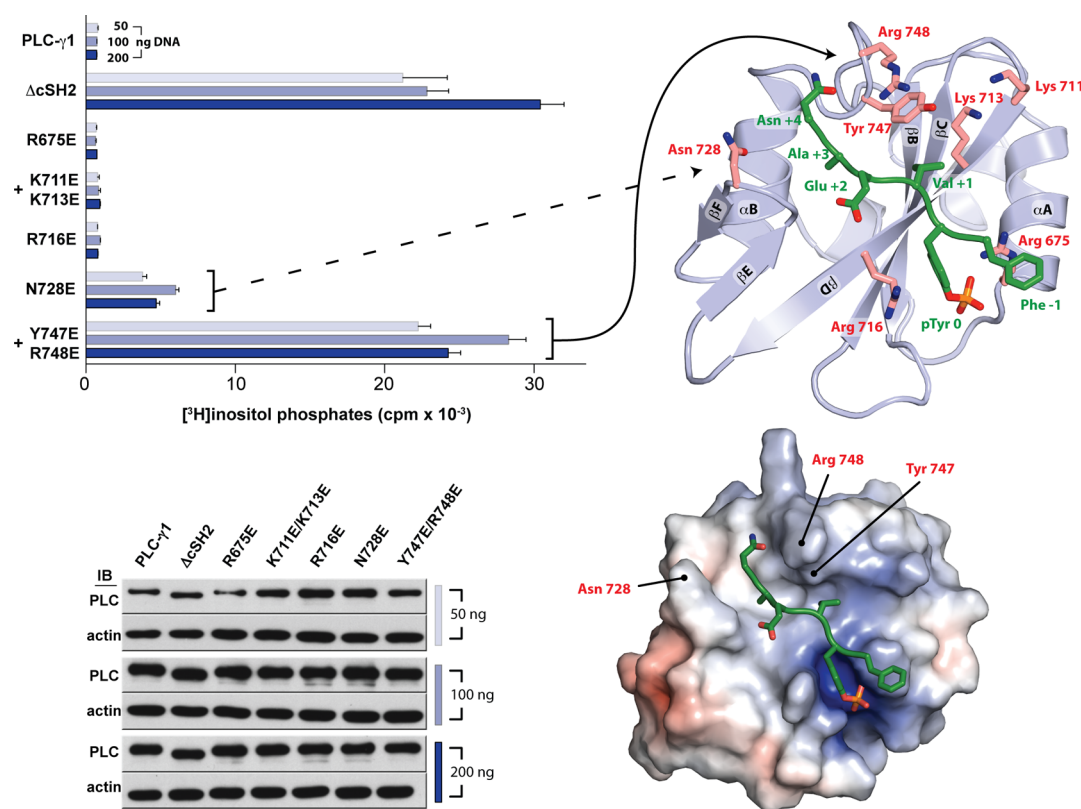 PLC-γ1
50
100 ng DNA
200
ΔcSH2
R675E
+ K711E
K713E
R716E
N728E
+ Y747E
R748E
0 10 20 30
[³H]inositol phosphates (cpm x 10⁻³)
Arg 748
Lys 711
Lys 713
Asn +4
Tyr 747
βB
βC
Asn 728
Ala +3
Glu +2
Val +1
βF
αB
αA
βE
βD
Arg 675
Arg 716
pTyr 0
Phe -1
PLC-γ1
ΔcSH2
R675E
K711E/K713E
R716E
N728E
Y747E/R748E
IB
PLC
actin
50 ng
PLC
actin
100 ng
PLC
actin
200 ng
Arg 748
Tyr 747
Asn 728